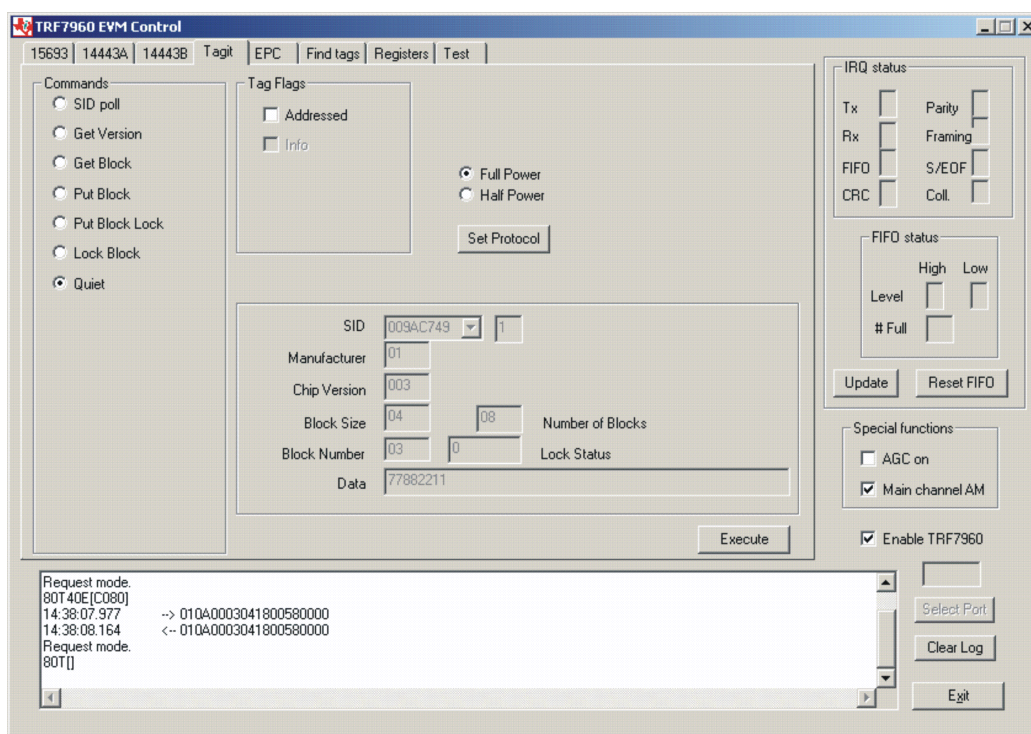 TRF7960 EVM Control
15693 14443A 14443B Tagit EPC Find tags Registers Test
Commands
SID poll
Get Version
Get Block
Put Block
Put Block Lock
Lock Block
Quiet
Tag Flags
Addressed
Info
Full Power
Half Power
Set Protocol
SID 009AC749 1
Manufacturer 01
Chip Version 003
Block Size 04 08 Number of Blocks
Block Number 03 0 Lock Status
Data 77882211
Execute
IRQ status
Tx Parity
Rx Framing
FIFO S/EOF
CRC Coll.
FIFO status
High Low
Level
# Full
Update Reset FIFO
Special functions
AGC on
Main channel AM
Enable TRF7960
Select Port
Clear Log
Exit
Request mode.
80T40E[C080]
14:38:07.977 --> 010A0003041800580000
14:38:08.164 <-- 010A0003041800580000
Request mode.
80T[]